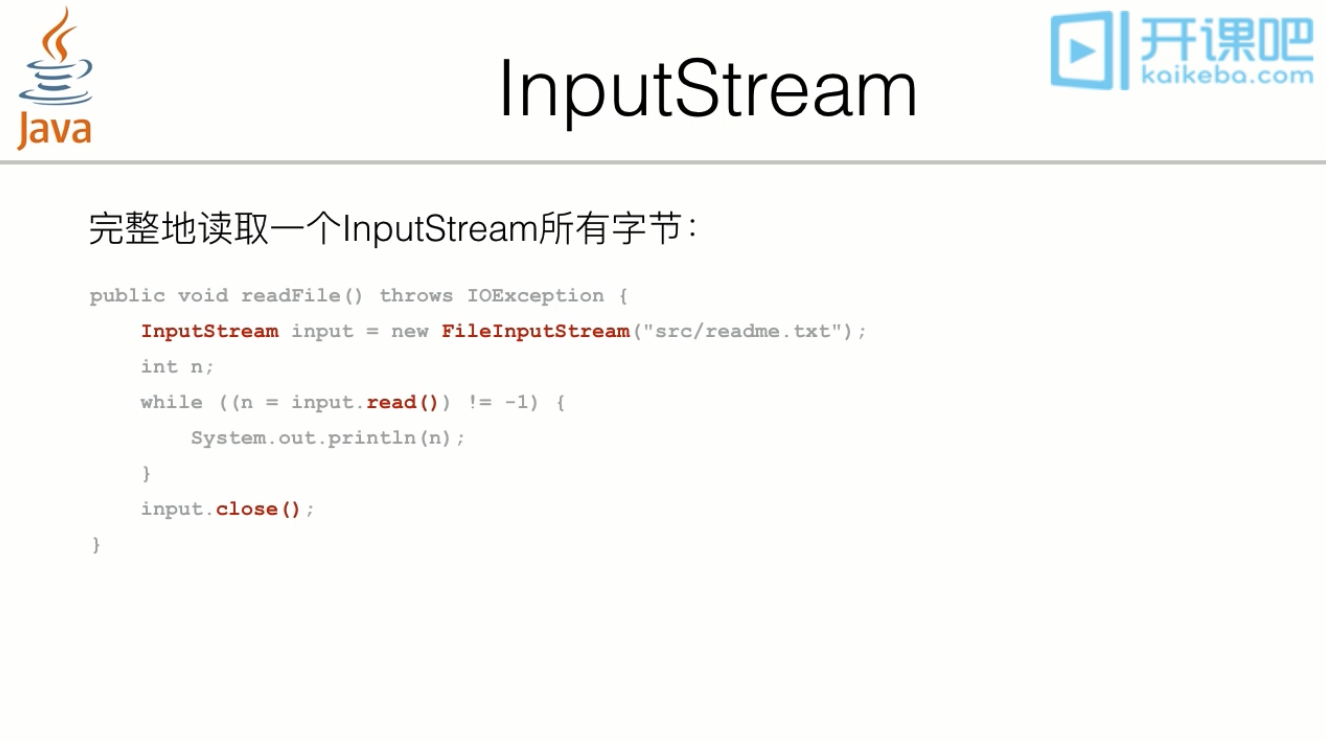 Java
InputStream
开课吧
kaikeba.com
完整地读取一个InputStream所有字节：
public void readFile() throws IOException {
    InputStream input = new FileInputStream("src/readme.txt");
    int n;
    while ((n = input.read()) != -1) {
        System.out.println(n);
    }
    input.close();
}